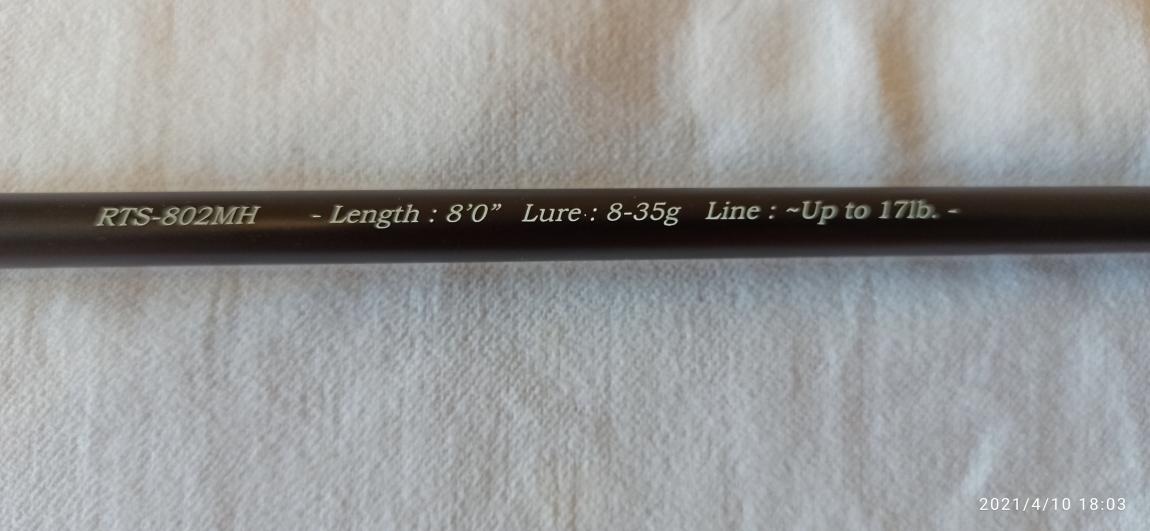 RTS-802MH - Length : 8'0" Lure : 8-35g Line : ~Up to 17lb. -
2021/4/10 18:03